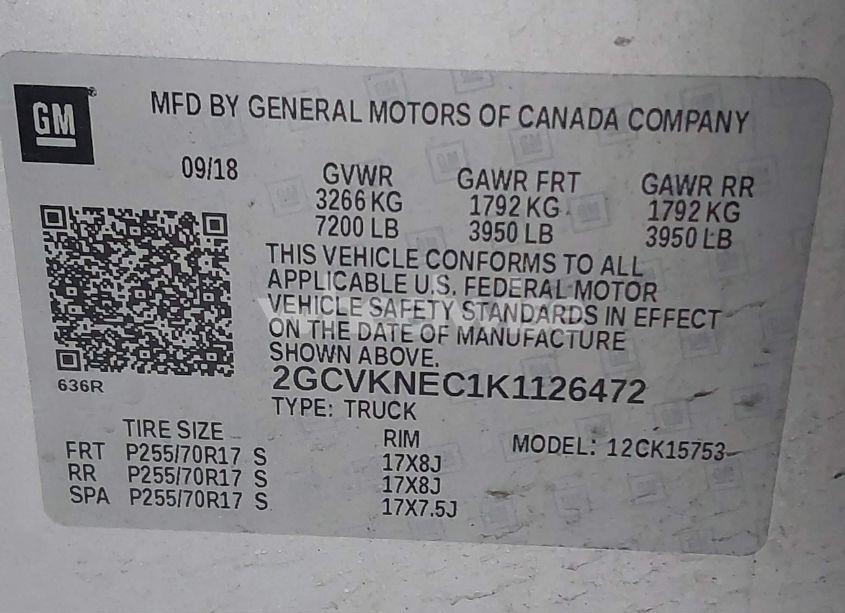 GM
MFD BY GENERAL MOTORS OF CANADA COMPANY
09/18 GVWR GAWR FRT GAWR RR
3266 KG 1792 KG 1792 KG
7200 LB 3950 LB 3950 LB
THIS VEHICLE CONFORMS TO ALL
APPLICABLE U.S. FEDERAL MOTOR
VEHICLE SAFETY STANDARDS IN EFFECT
ON THE DATE OF MANUFACTURE
SHOWN ABOVE.
636R
2GCVKNEC1K1126472
TYPE: TRUCK
TIRE SIZE RIM MODEL: 12CK15753
FRT P255/70R17 S 17X8J
RR P255/70R17 S 17X8J
SPA P255/70R17 S 17X7.5J